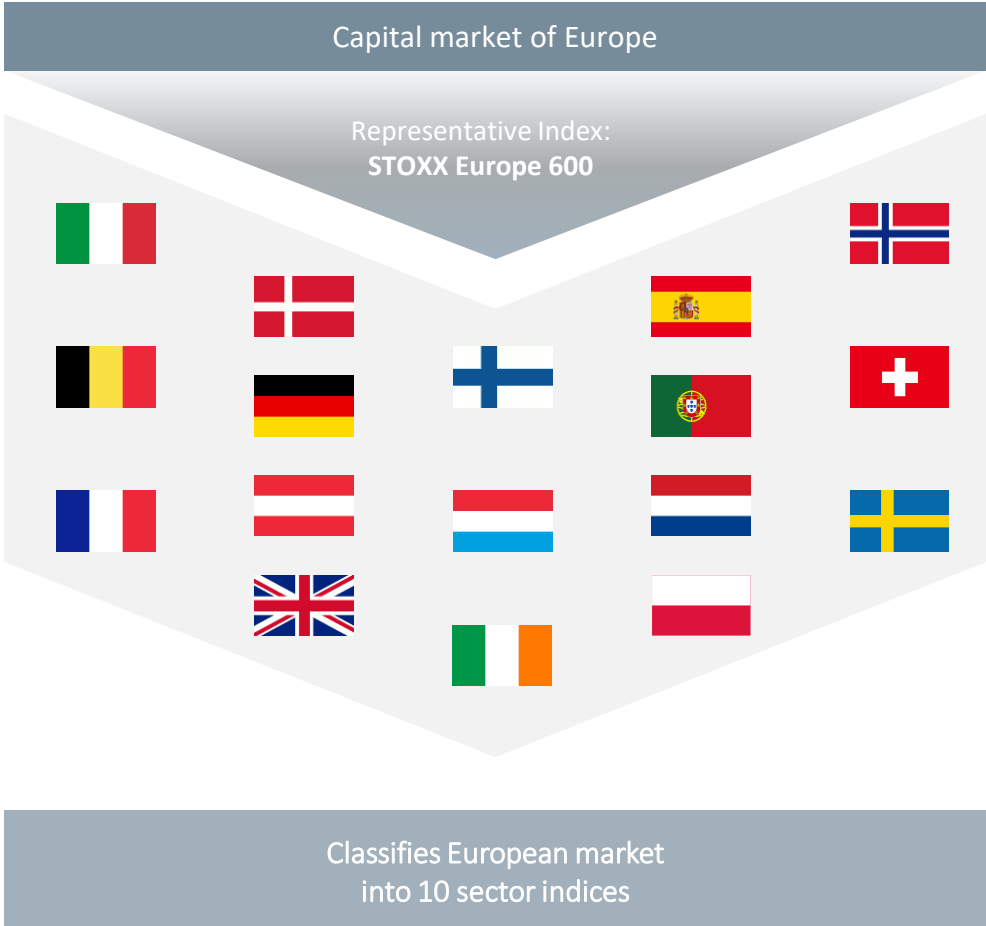 Capital market of Europe
Representative Index:
STOXX Europe 600
Classifies European market
into 10 sector indices